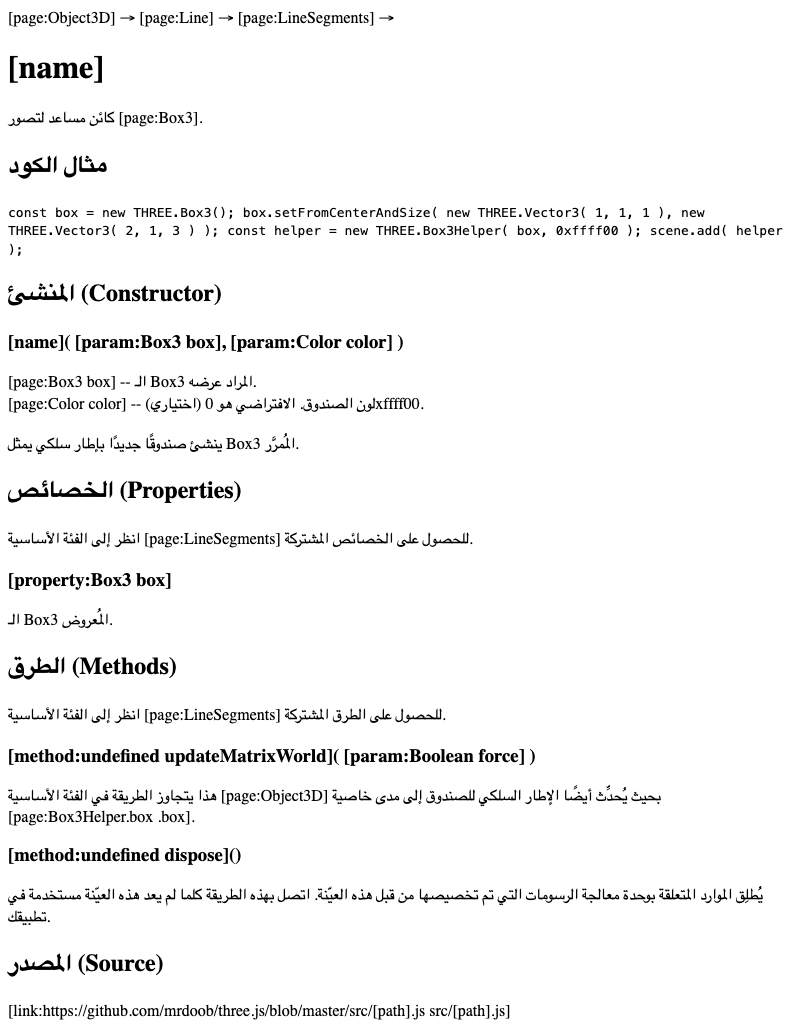 [page:Object3D] → [page:Line] → [page:LineSegments] →
[name]
كائن مساعد لتصور [page:Box3].
مثال الكود
const box = new THREE.Box3(); box.setFromCenterAndSize( new THREE.Vector3( 1, 1, 1 ), new
THREE.Vector3( 2, 1, 3 ) ); const helper = new THREE.Box3Helper( box, 0xffff00 ); scene.add( helper
);
المنشئ (Constructor)
[name]( [param:Box3 box], [param:Color color] )
[page:Box3 box] -- الـ Box3 المراد عرضه.
[page:Color color] -- (اختياري) لون الصندوق. الافتراضي هو 0xffff00.
ينشئ صندوقًا جديدًا بإطار سلكي يمثل Box3 المُمرَّر.
الخصائص (Properties)
انظر إلى الفئة الأساسية [page:LineSegments] للحصول على الخصائص المشتركة.
[property:Box3 box]
الـ Box3 المُعروض.
الطرق (Methods)
انظر إلى الفئة الأساسية [page:LineSegments] للحصول على الطرق المشتركة.
[method:undefined updateMatrixWorld]( [param:Boolean force] )
هذا يتجاوز الطريقة في الفئة الأساسية [page:Object3D] بحيث يُحدِّث أيضًا الإطار السلكي للصندوق إلى مدى خاصية
[page:Box3Helper.box .box].
[method:undefined dispose]()
يُطلِق الموارد المتعلقة بوحدة معالجة الرسومات التي تم تخصيصها من قبل هذه العيّنة. اتصل بهذه الطريقة كلما لم يعد هذه العيّنة مستخدمة في
تطبيقك.
المصدر (Source)
[link:https://github.com/mrdoob/three.js/blob/master/src/[path].js src/[path].js]